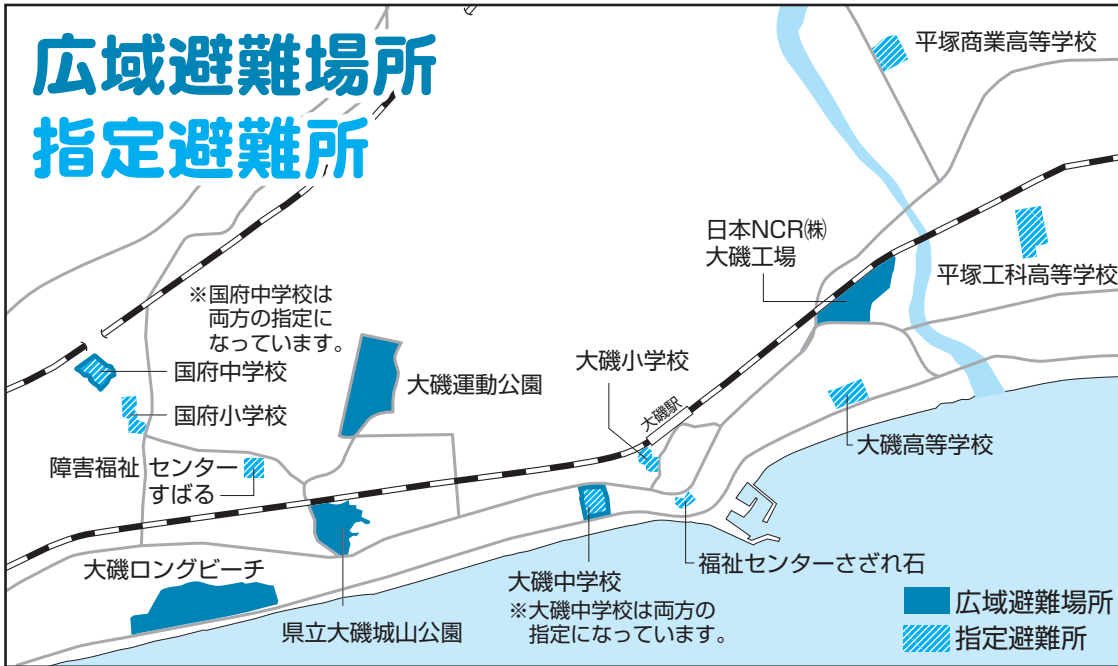 広域避難場所
指定避難所
平塚商業高等学校
日本NCR㈱
大磯工場
平塚工科高等学校
※国府中学校は
両方の指定に
なっています。
国府中学校
大磯運動公園
大磯小学校
大磯駅
国府小学校
大磯高等学校
障害福祉 センター
すばる
福祉センターさざれ石
大磯ロングビーチ
大磯中学校
※大磯中学校は両方の
指定になっています。
県立大磯城山公園
広域避難場所
指定避難所